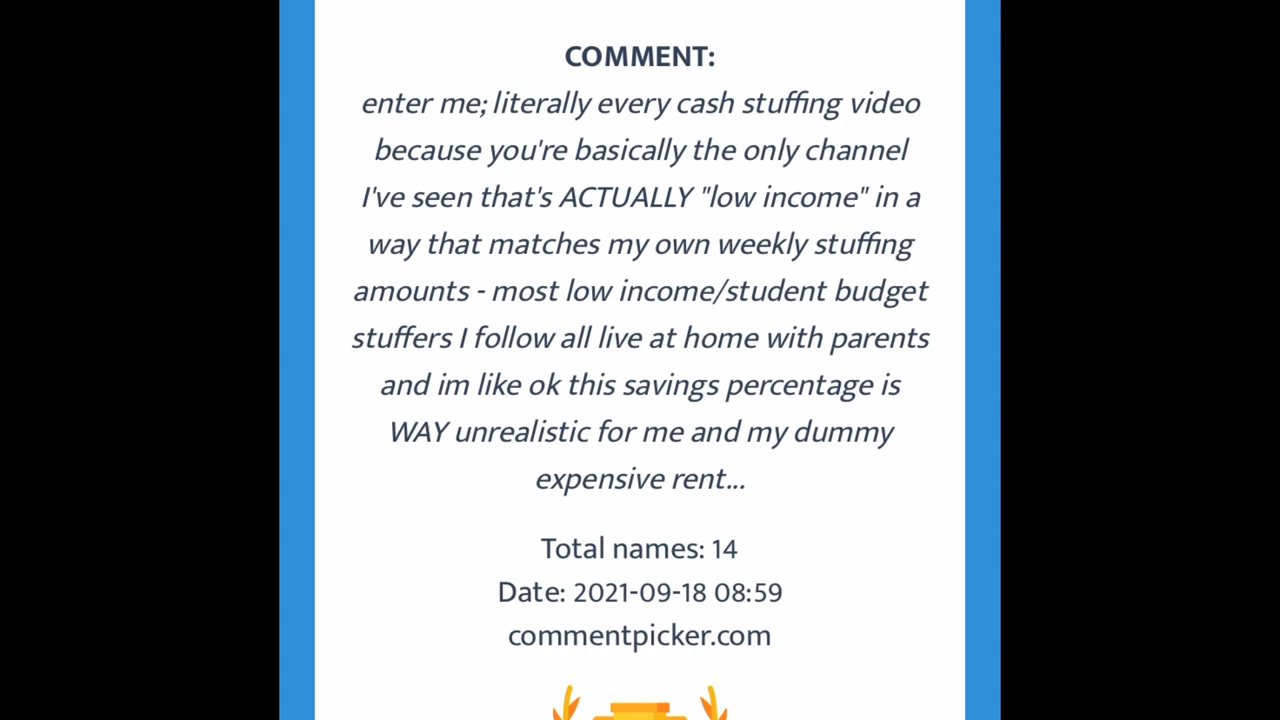 COMMENT:
enter me; literally every cash stuffing video
because you're basically the only channel
I've seen that's ACTUALLY "low income" in a
way that matches my own weekly stuffing
amounts - most low income/student budget
stuffers I follow all live at home with parents
and im like ok this savings percentage is
WAY unrealistic for me and my dummy
expensive rent...
Total names: 14
Date: 2021-09-18 08:59
commentpicker.com